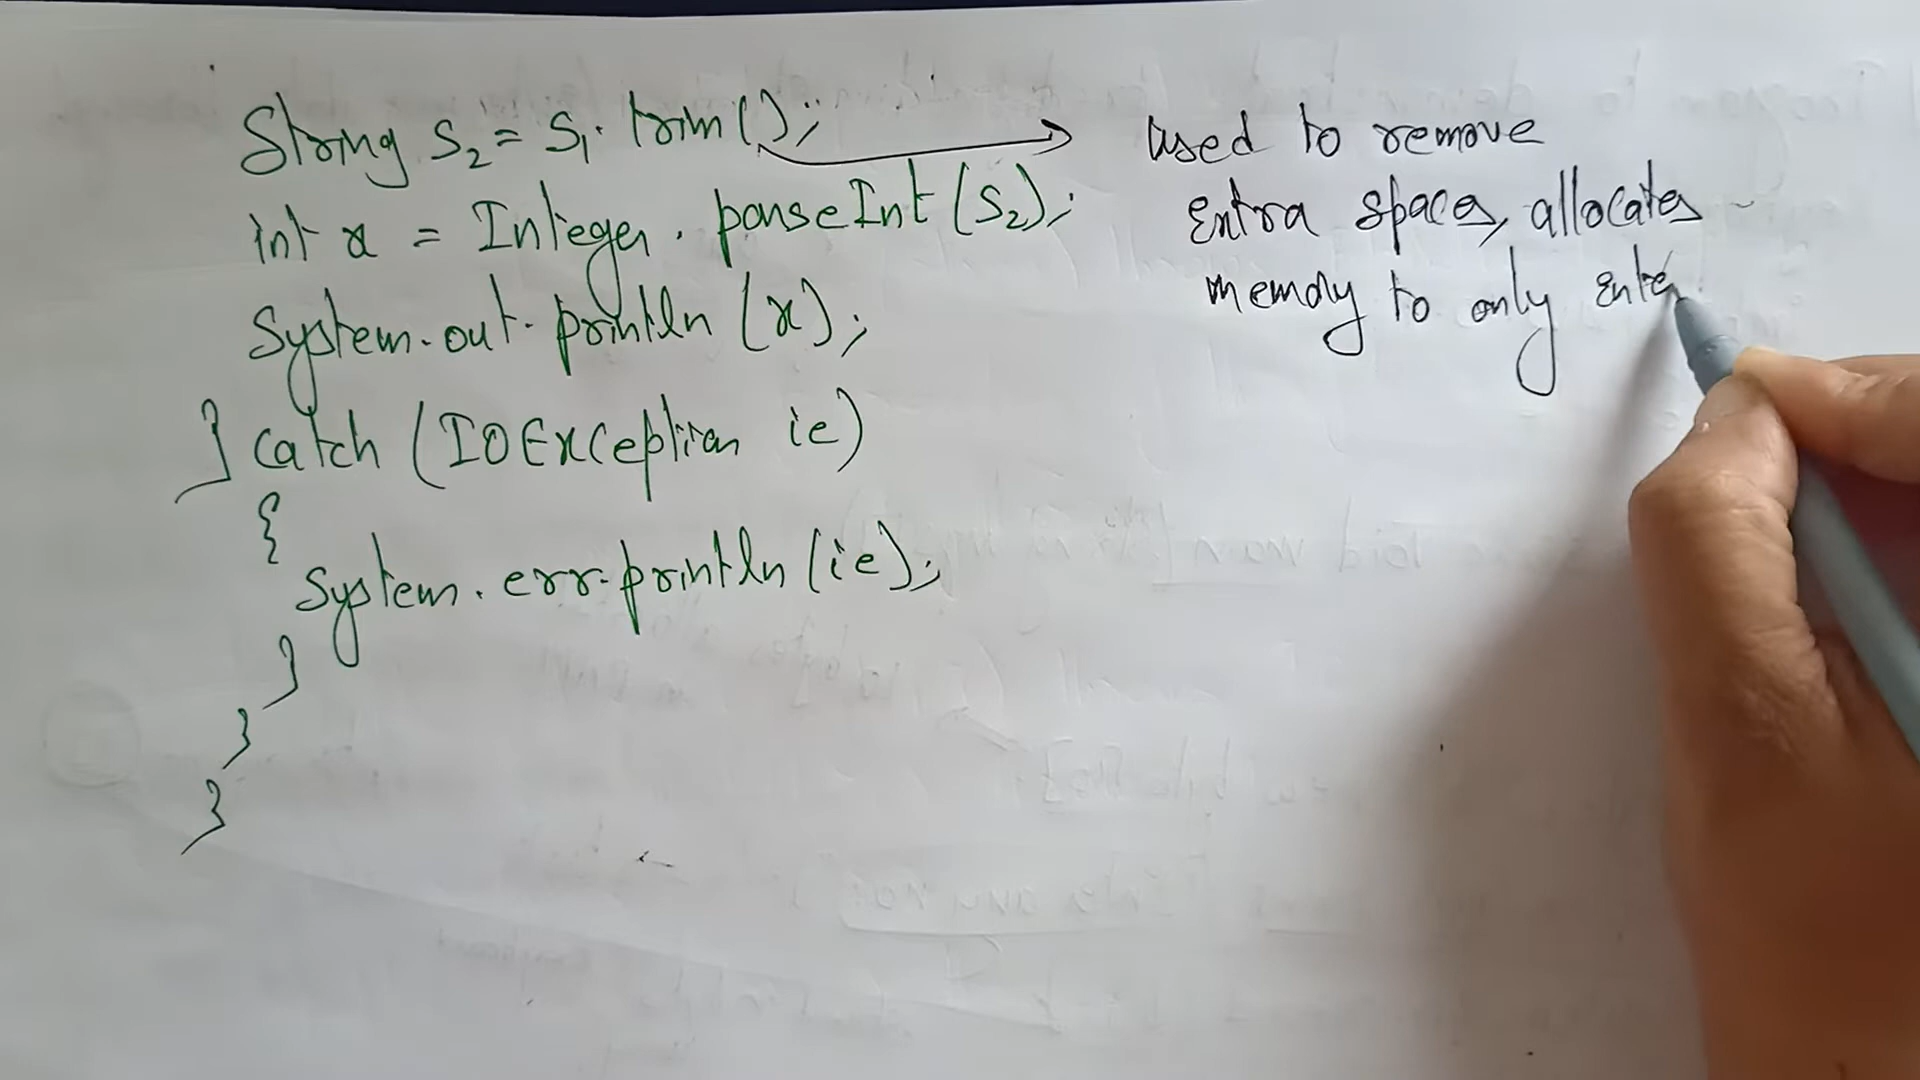 String S2 = S1. trim();
used to remove
int x = Integer. parseInt (S2);
Extra spaces, allocates
memory to only Ente
System.out.println (x);
} catch (IOException ie)
{
System.err.println (ie);
}
}
}